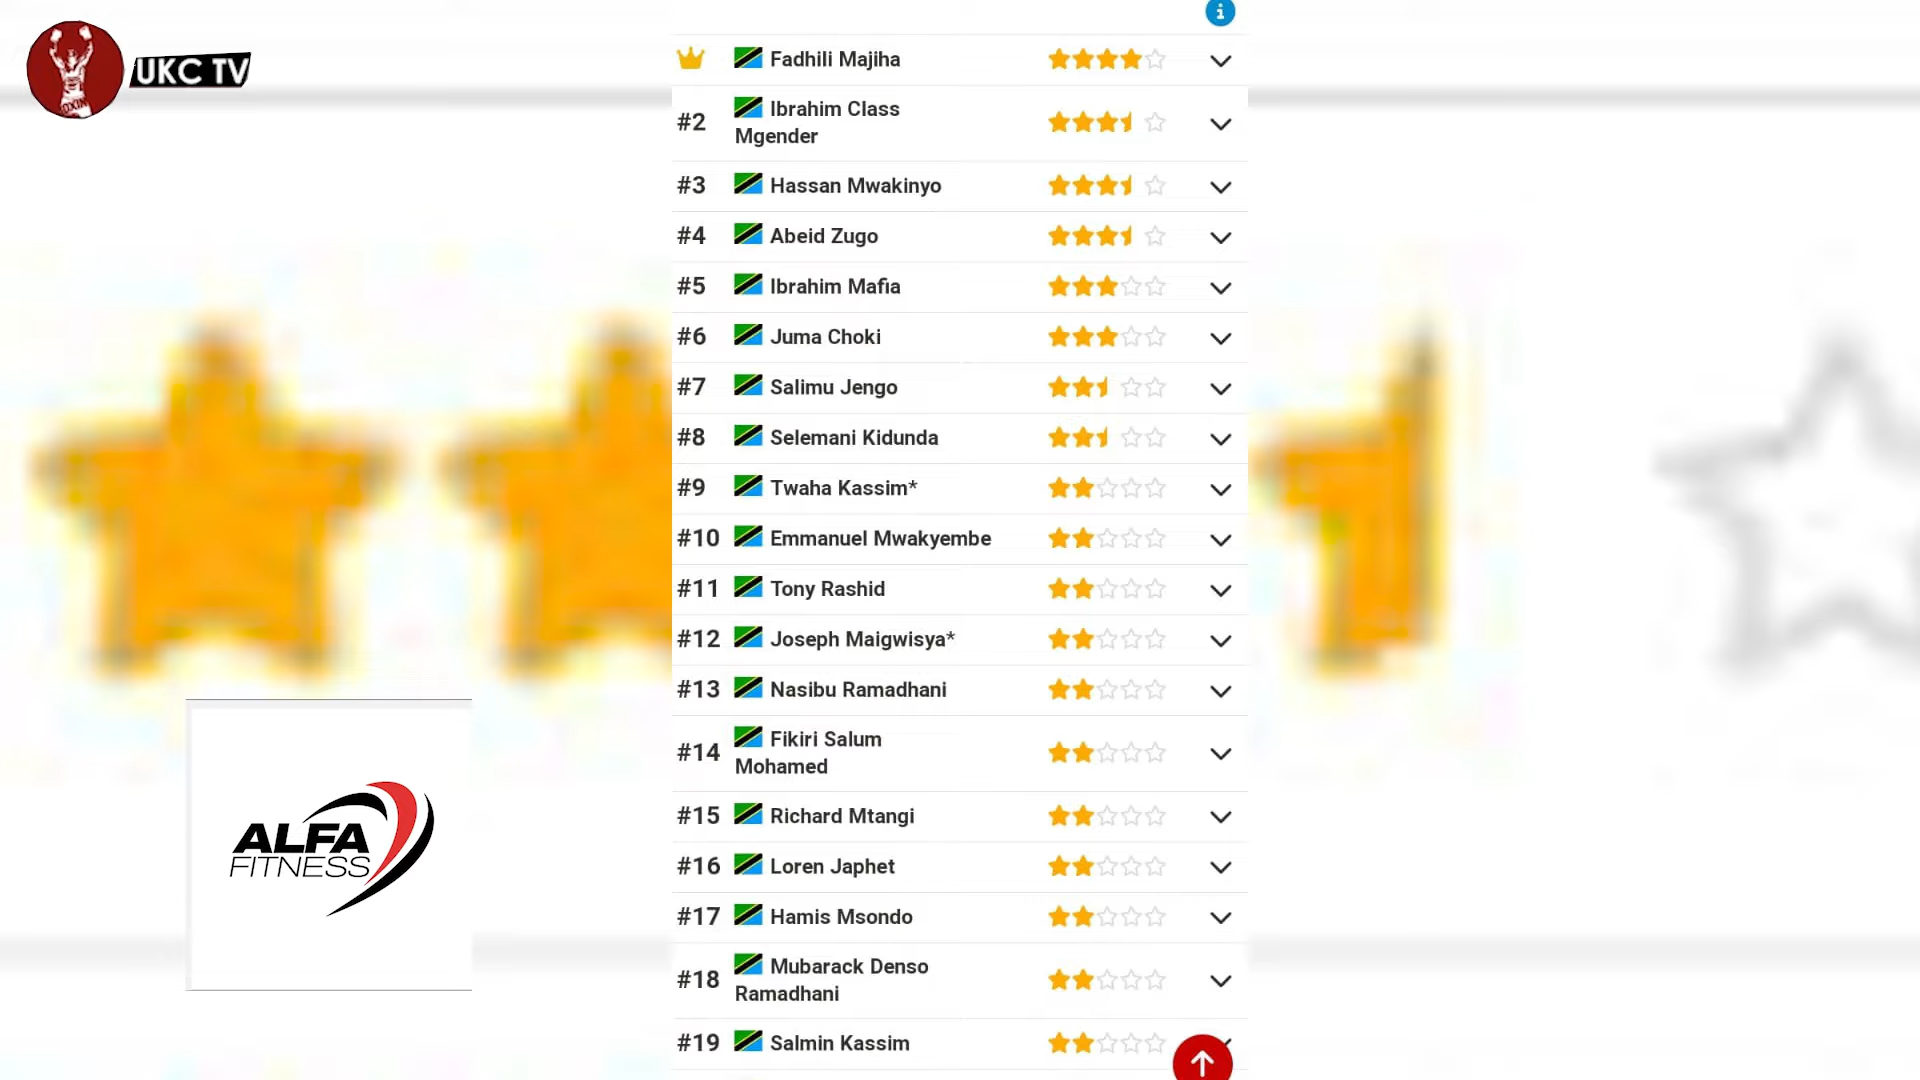 UKC TV
BOXIN
Fadhili Majiha
#2 Ibrahim Class
Mgender
#3 Hassan Mwakinyo
#4 Abeid Zugo
#5 Ibrahim Mafia
#6 Juma Choki
#7 Salimu Jengo
#8 Selemani Kidunda
#9 Twaha Kassim*
#10 Emmanuel Mwakyembe
#11 Tony Rashid
#12 Joseph Maigwisya*
#13 Nasibu Ramadhani
#14 Fikiri Salum
Mohamed
#15 Richard Mtangi
#16 Loren Japhet
#17 Hamis Msondo
#18 Mubarack Denso
Ramadhani
#19 Salmin Kassim
ALFA
FITNESS